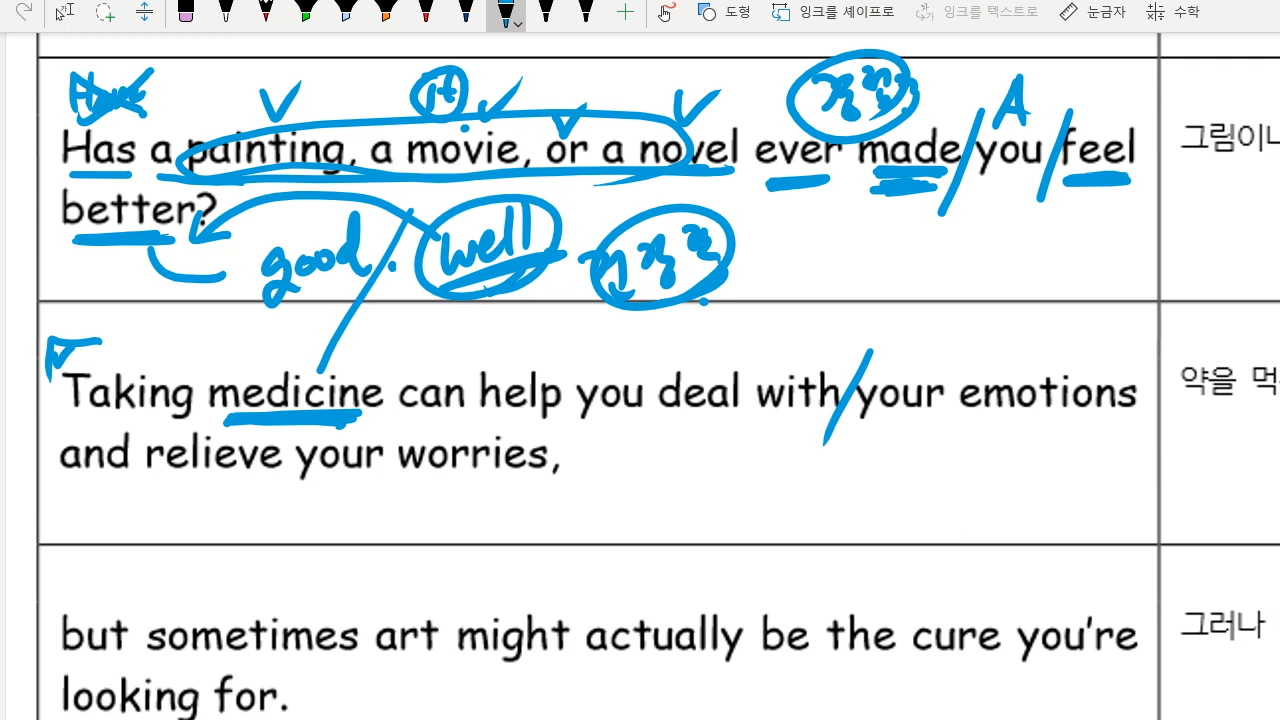 도형 잉크를 셰이프로 잉크를 텍스트로 눈금자 수학
it A
Has a painting, a movie, or a novel ever made you feel 그림이나
better?
good. well
Taking medicine can help you deal with your emotions 약을 먹
and relieve your worries,
but sometimes art might actually be the cure you're 그러나
looking for.